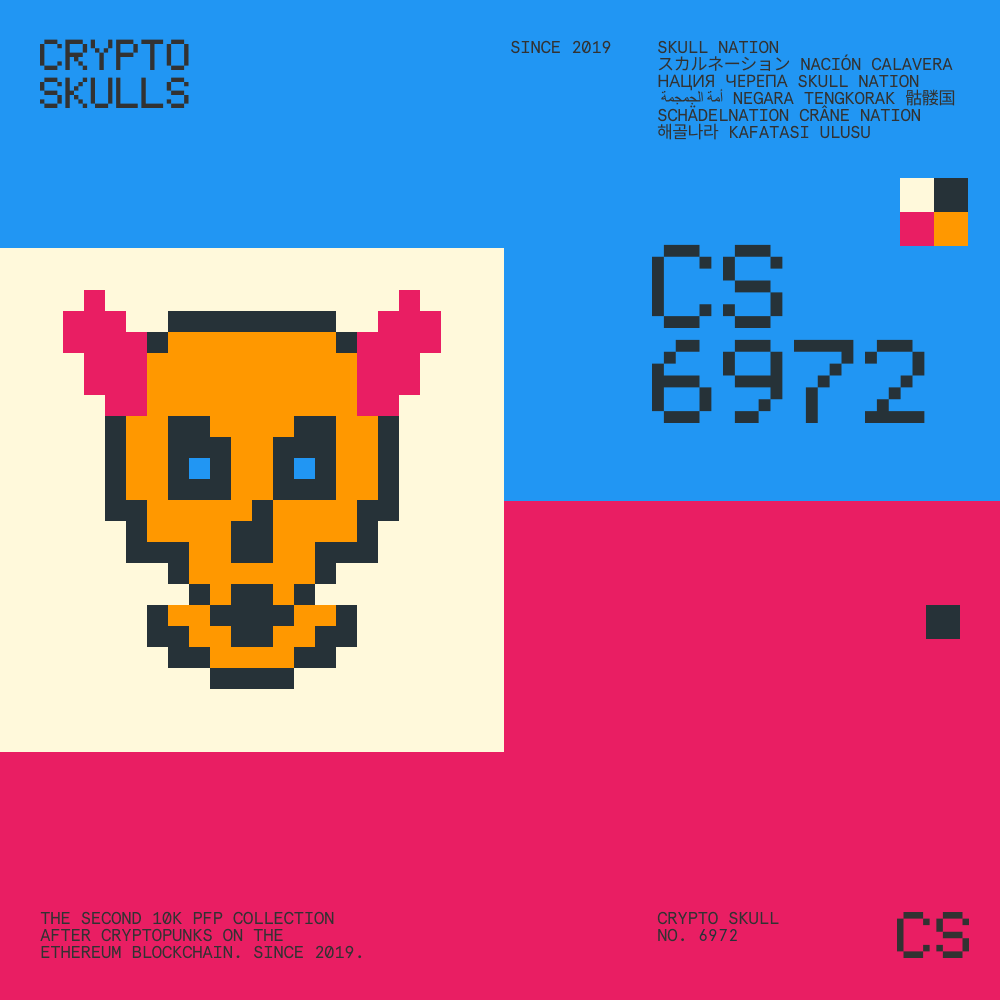 CRYPTO
SKULLS
SINCE 2019
SKULL NATION
スカルネーション NACIÓN CALAVERA
НАЦИЯ ЧЕРЕПА SKULL NATION
أمة الجمجمة NEGARA TENGKORAK 骷髅国
SCHÄDELNATION CRÂNE NATION
해골나라 KAFATASI ULUSU
CS
6972
THE SECOND 10K PFP COLLECTION
AFTER CRYPTOPUNKS ON THE
ETHEREUM BLOCKCHAIN. SINCE 2019.
CRYPTO SKULL
NO. 6972
CS